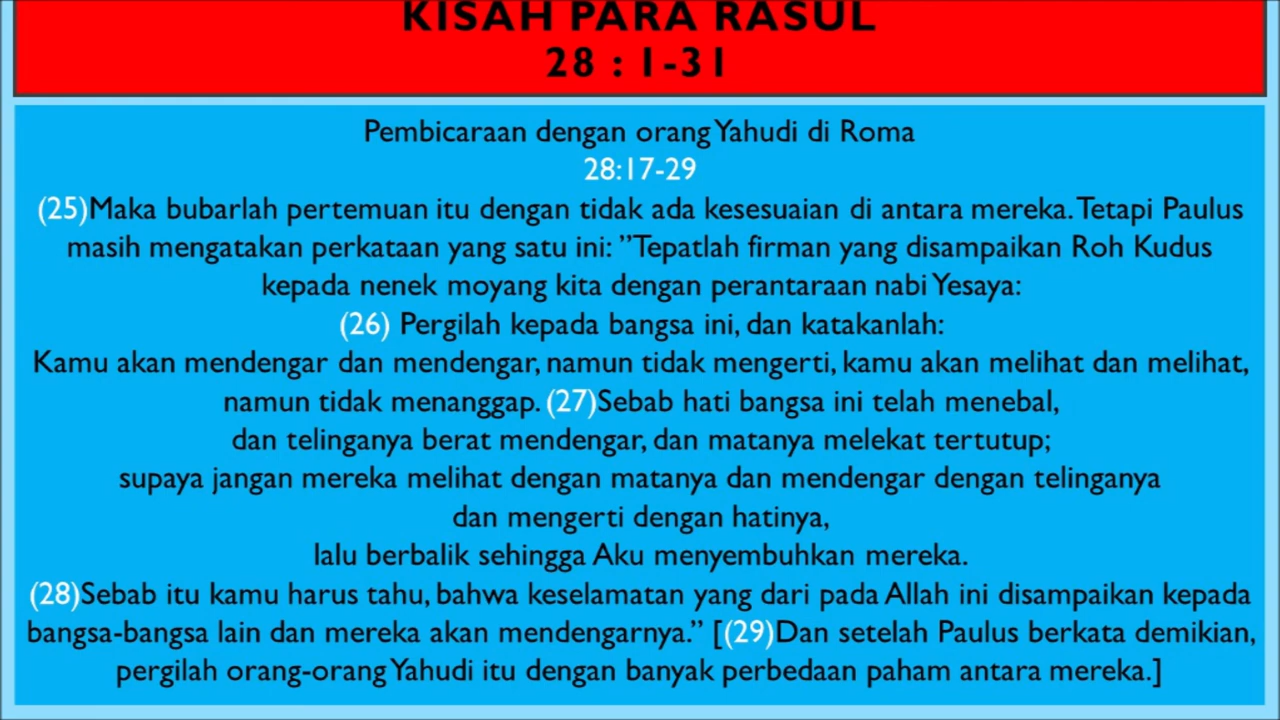 KISAH PARA RASUL
28 : 1-31
Pembicaraan dengan orang Yahudi di Roma
28:17-29
(25)Maka bubarlah pertemuan itu dengan tidak ada kesesuaian di antara mereka. Tetapi Paulus
masih mengatakan perkataan yang satu ini: ”Tepatlah firman yang disampaikan Roh Kudus
kepada nenek moyang kita dengan perantaraan nabi Yesaya:
(26) Pergilah kepada bangsa ini, dan katakanlah:
Kamu akan mendengar dan mendengar, namun tidak mengerti, kamu akan melihat dan melihat,
namun tidak menanggap. (27)Sebab hati bangsa ini telah menebal,
dan telinganya berat mendengar, dan matanya melekat tertutup;
supaya jangan mereka melihat dengan matanya dan mendengar dengan telinganya
dan mengerti dengan hatinya,
lalu berbalik sehingga Aku menyembuhkan mereka.
(28)Sebab itu kamu harus tahu, bahwa keselamatan yang dari pada Allah ini disampaikan kepada
bangsa-bangsa lain dan mereka akan mendengarnya.” [(29)Dan setelah Paulus berkata demikian,
pergilah orang-orang Yahudi itu dengan banyak perbedaan paham antara mereka.]